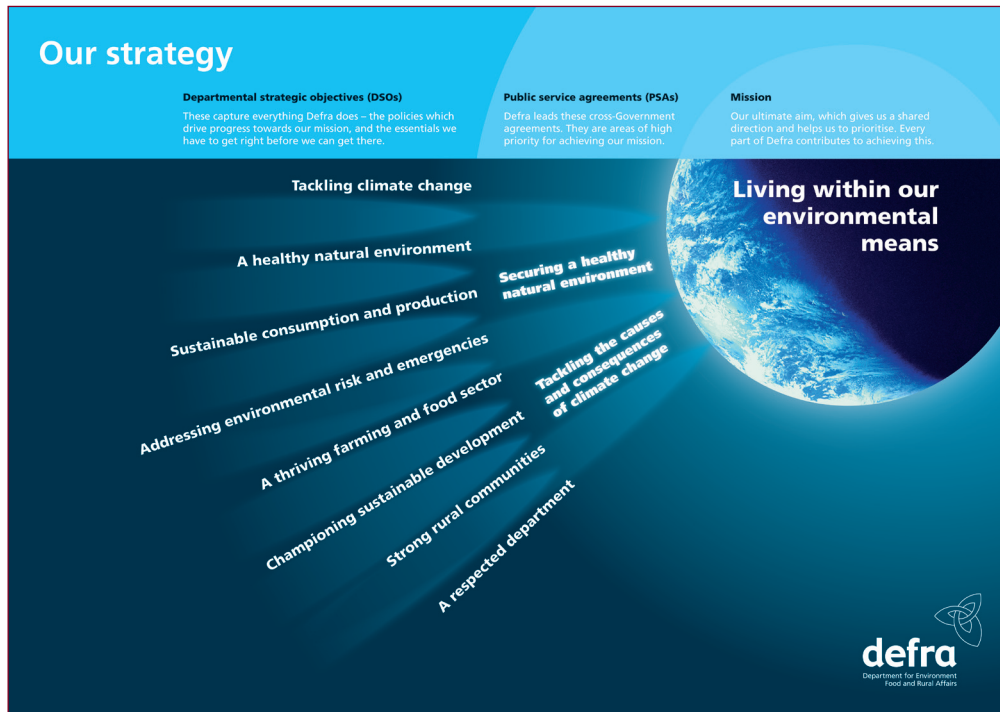 Our strategy
Departmental strategic objectives (DSOs)
These capture everything Defra does – the policies which
drive progress towards our mission, and the essentials we
have to get right before we can get there.
Public service agreements (PSAs)
Defra leads these cross-Government
agreements. They are areas of high
priority for achieving our mission.
Mission
Our ultimate aim, which gives us a shared
direction and helps us to prioritise. Every
part of Defra contributes to achieving this.
Tackling climate change
A healthy natural environment
Sustainable consumption and production
Addressing environmental risk and emergencies
A thriving farming and food sector
Championing sustainable development
Strong rural communities
A respected department
Securing a healthy
natural environment
Tackling the causes
and consequences
of climate change
Living within our
environmental
means
defra
Department for Environment
Food and Rural Affairs